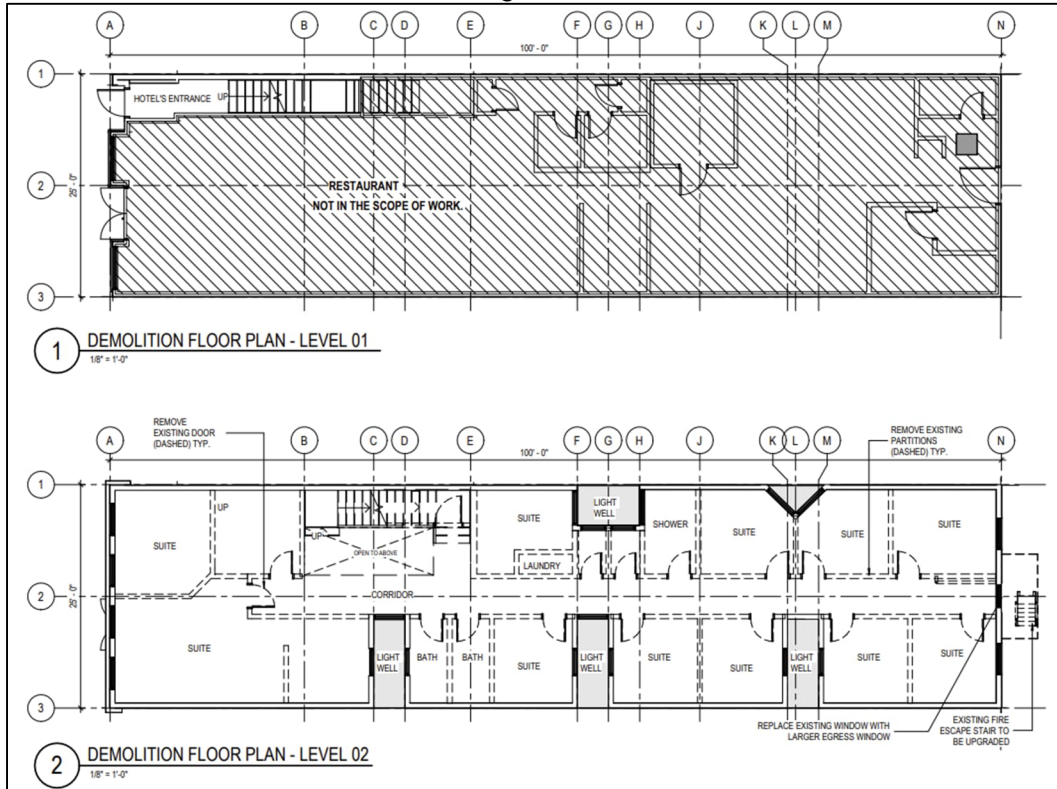 A B C D E F G H J K L M N
100' - 0"
1
HOTEL'S ENTRANCE UP
2
25' - 0"
RESTAURANT
NOT IN THE SCOPE OF WORK.
3
1
DEMOLITION FLOOR PLAN - LEVEL 01
1/8" = 1'-0"
REMOVE
EXISTING DOOR
(DASHED) TYP.
REMOVE EXISTING
PARTITIONS
(DASHED) TYP.
A B C D E F G H J K L M N
100' - 0"
1
UP
SUITE
UP
OPEN TO ABOVE
SUITE
LAUNDRY
LIGHT
WELL
SHOWER
SUITE
SUITE
SUITE
2
25' - 0"
CORRIDOR
SUITE
LIGHT
WELL
BATH
BATH
SUITE
LIGHT
WELL
SUITE
SUITE
LIGHT
WELL
SUITE
SUITE
3
REPLACE EXISTING WINDOW WITH
LARGER EGRESS WINDOW
EXISTING FIRE
ESCAPE STAIR TO
BE UPGRADED
2
DEMOLITION FLOOR PLAN - LEVEL 02
1/8" = 1'-0"